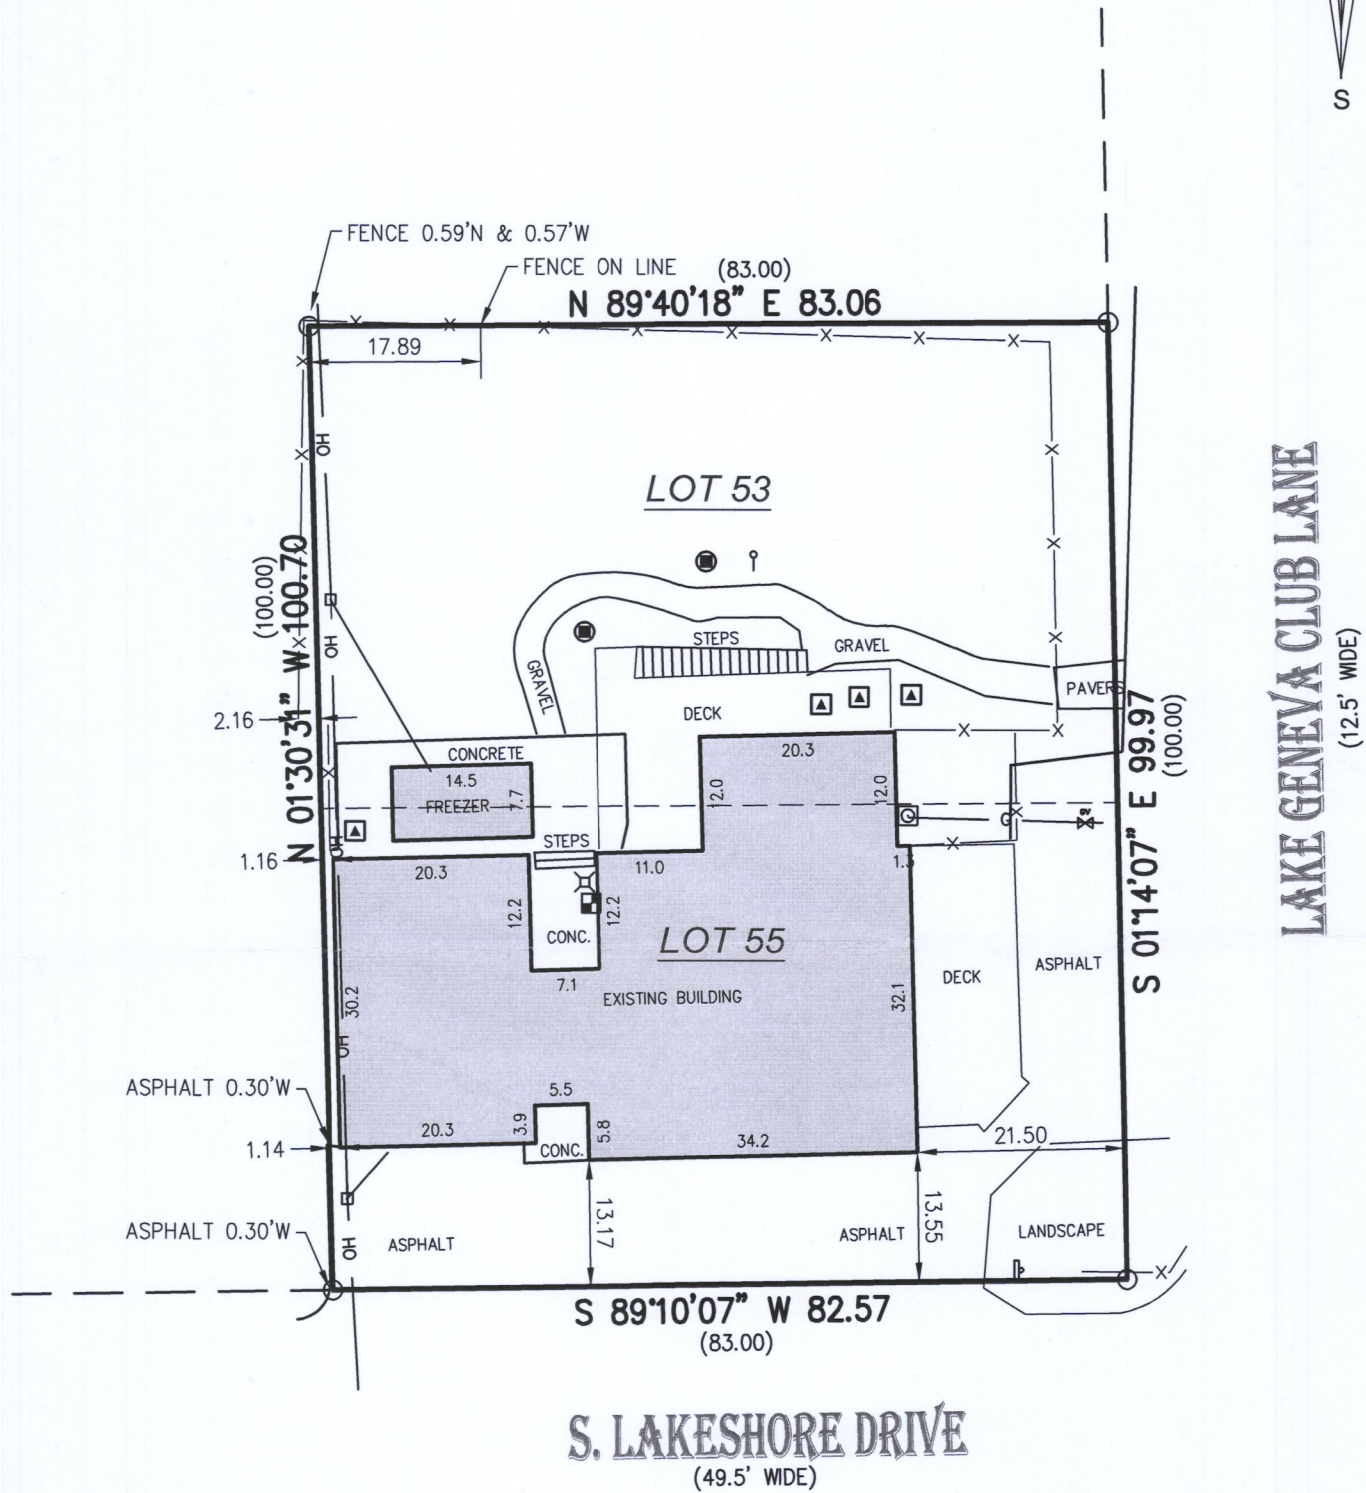 S
FENCE 0.59'N & 0.57'W
FENCE ON LINE
(83.00)
N 89°40'18" E 83.06
17.89
OH
LOT 53
LAKE GENEVA CLUB LANE
(12.5' WIDE)
(100.00)
N 01°30'31" W 100.70
OH
STEPS
GRAVEL
GRAVEL
PAVERS
2.16
DECK
S 01°14'07" E 99.97
(100.00)
CONCRETE
20.3
14.5
FREEZER
7.7
12.0
12.0
G
GV
OH
STEPS
1.16
20.3
11.0
1.3
12.2
12.2
CONC.
LOT 55
7.1
EXISTING BUILDING
30.2
32.1
DECK
ASPHALT
OH
ASPHALT 0.30'W
5.5
3.9
5.8
20.3
34.2
21.50
1.14
CONC.
13.17
13.55
ASPHALT 0.30'W
OH
ASPHALT
ASPHALT
LANDSCAPE
S 89°10'07" W 82.57
(83.00)
S. LAKESHORE DRIVE
(49.5' WIDE)